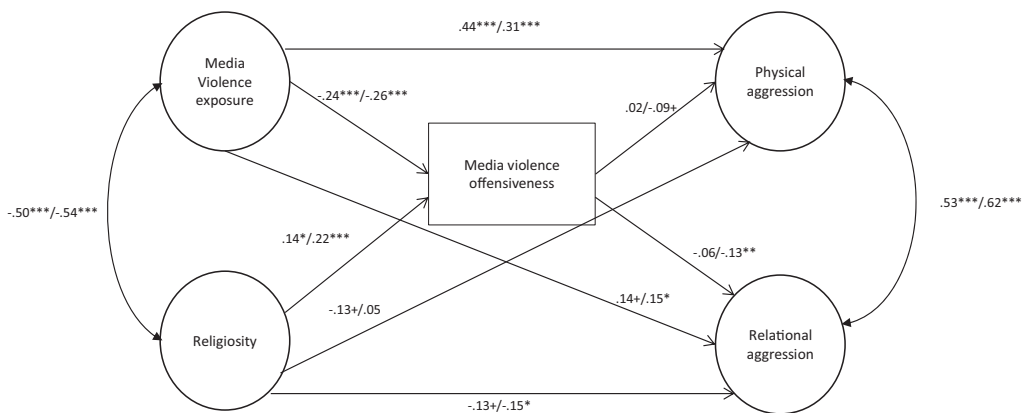 .44***/.31***
Media
Violence
exposure
Physical
aggression
-.24***/-.26***
.02/-.09+
Media violence
offensiveness
-.50***/-.54***
.53***/.62***
.14*/.22***
-.06/-.13**
-.13+/.05
.14+/.15*
Religiosity
Relational
aggression
-.13+/-.15*